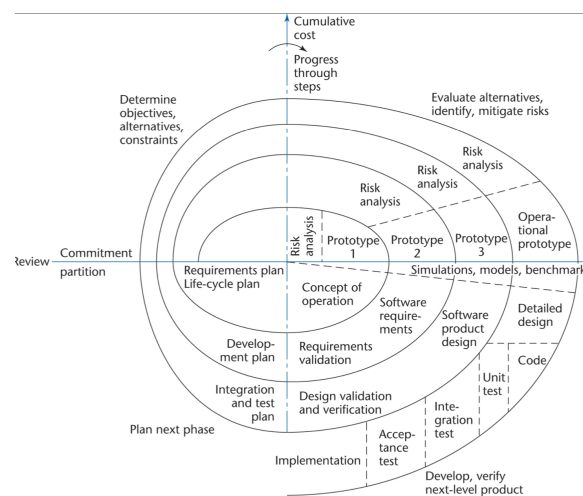 Cumulative
cost
Progress
through
steps
Determine
objectives,
alternatives,
constraints
Evaluate alternatives,
identify, mitigate risks
Risk
analysis
Risk
analysis
Risk
analysis
Risk
analysis
Prototype
1
Prototype
2
Prototype
3
Opera-
tional
prototype
Review
Commitment
partition
Requirements plan
Life-cycle plan
Simulations, models, benchmark
Concept of
operation
Software
require-
ments
Software
product
design
Detailed
design
Develop-
ment plan
Requirements
validation
Code
Unit
test
Integration
and test
plan
Design validation
and verification
Inte-
gration
test
Accep-
tance
test
Plan next phase
Implementation
Develop, verify
next-level product